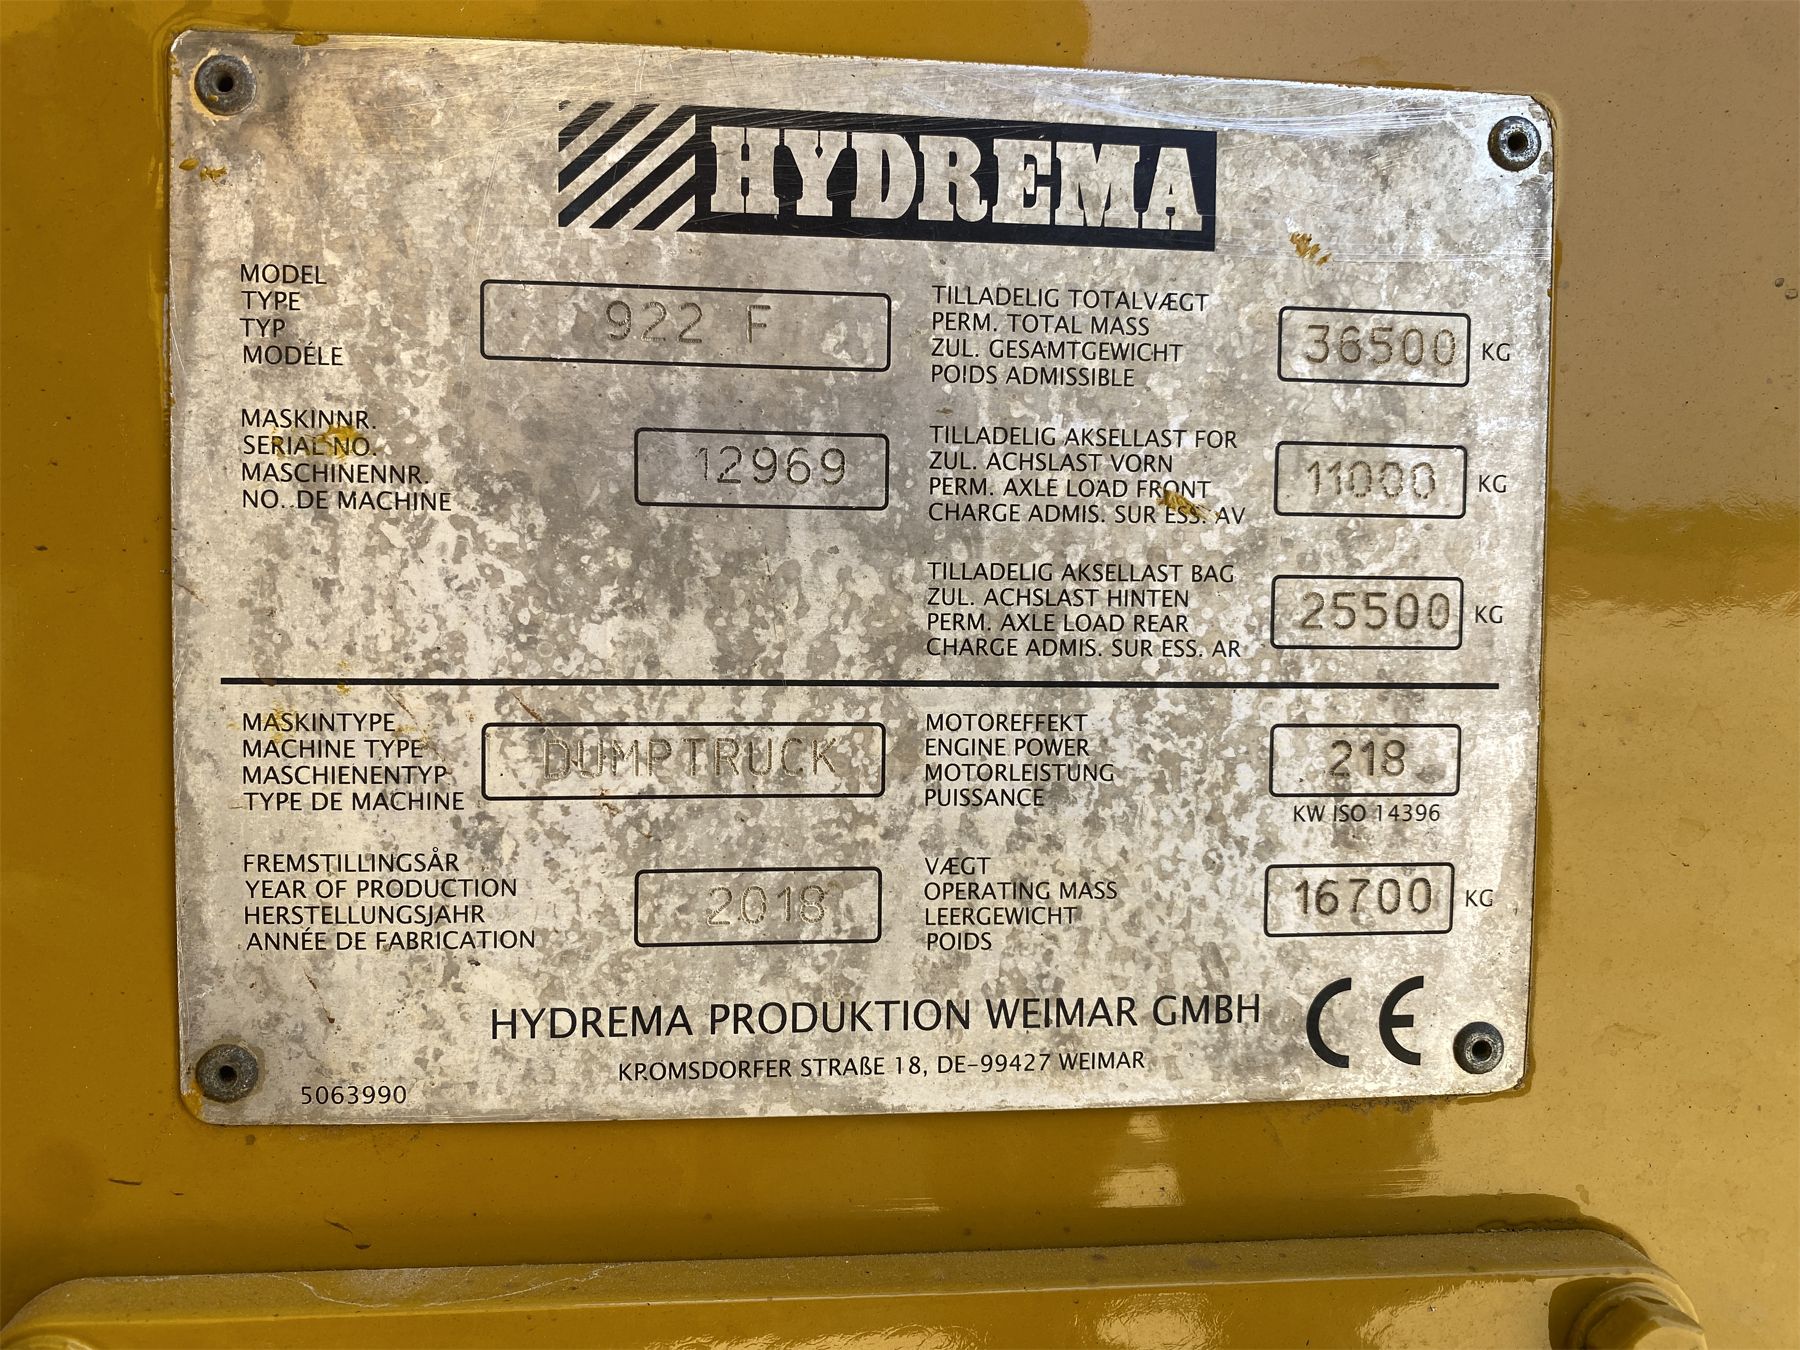 HYDREMA
MODEL
TYPE
TYP
MODÉLE
922 F
MASKINNR.
SERIAL NO.
MASCHINENNR.
NO. DE MACHINE
12969
TILLADELIG TOTALVÆGT
PERM. TOTAL MASS
ZUL. GESAMTGEWICHT
POIDS ADMISSIBLE
36500 KG
TILLADELIG AKSELLAST FOR
ZUL. ACHSLAST VORN
PERM. AXLE LOAD FRONT
CHARGE ADMIS. SUR ESS. AV
11000 KG
TILLADELIG AKSELLAST BAG
ZUL. ACHSLAST HINTEN
PERM. AXLE LOAD REAR
CHARGE ADMIS. SUR ESS. AR
25500 KG
MASKINTYPE
MACHINE TYPE
MASCHIENENTYP
TYPE DE MACHINE
DUMPTRUCK
FREMSTILLINGSÅR
YEAR OF PRODUCTION
HERSTELLUNGSJAHR
ANNÉE DE FABRICATION
2018
MOTOREFFEKT
ENGINE POWER
MOTORLEISTUNG
PUISSANCE
218
KW ISO 14396
VÆGT
OPERATING MASS
LEERGEWICHT
POIDS
16700 KG
HYDREMA PRODUKTION WEIMAR GMBH
KROMSDORFER STRAßE 18, DE-99427 WEIMAR
CE
5063990